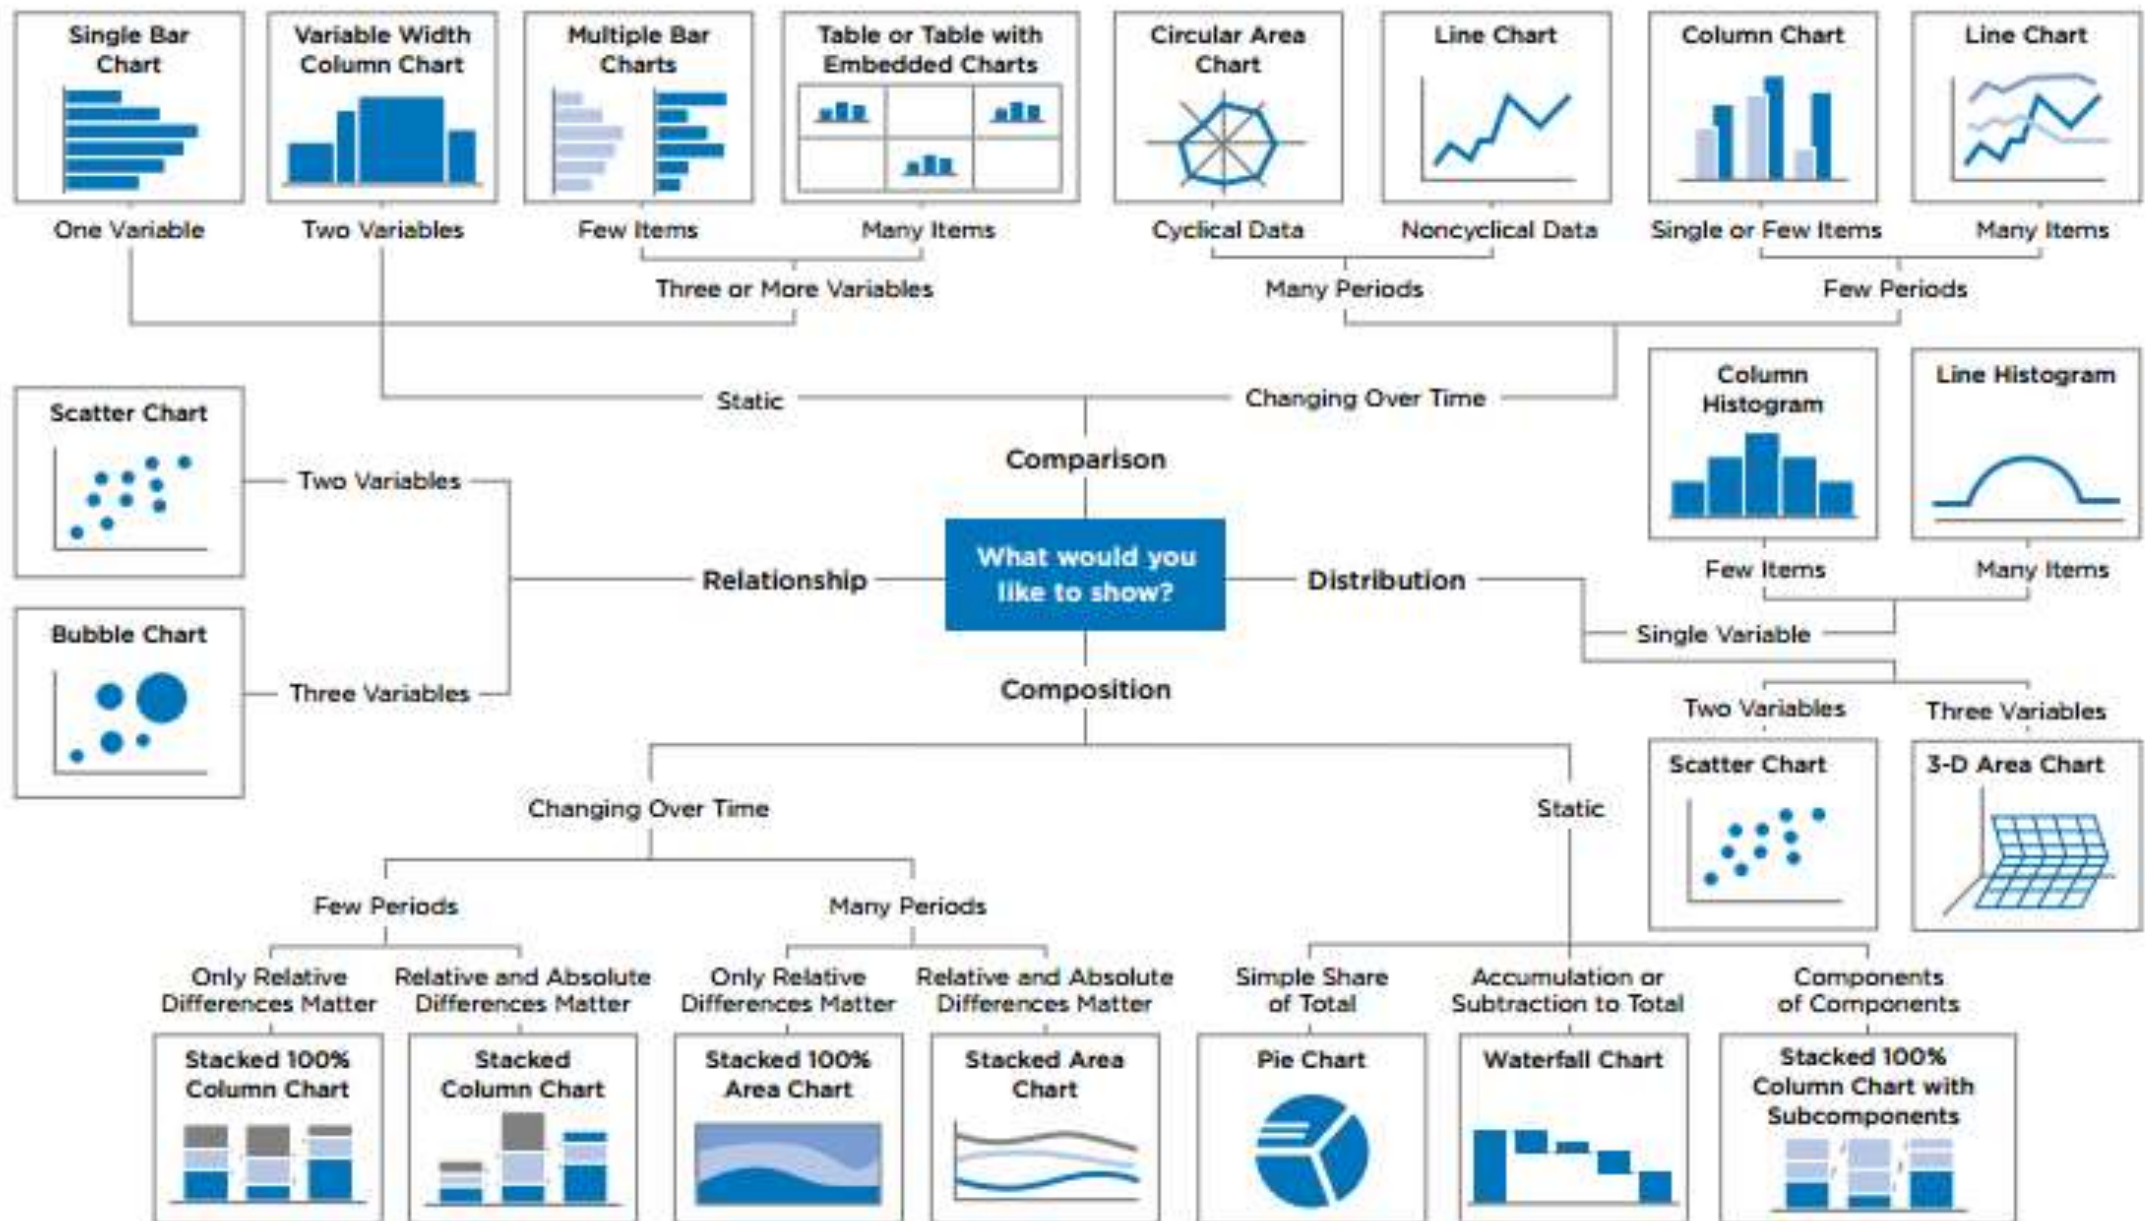 Single Bar
Chart
Variable Width
Column Chart
Multiple Bar
Charts
Table or Table with
Embedded Charts
Circular Area
Chart
Line Chart
Column Chart
Line Chart
One Variable
Two Variables
Few Items
Many Items
Cyclical Data
Noncyclical Data
Single or Few Items
Many Items
Three or More Variables
Many Periods
Few Periods
Static
Changing Over Time
Comparison
Scatter Chart
Two Variables
Column
Histogram
Line Histogram
Few Items
Many Items
Relationship
What would you
like to show?
Distribution
Single Variable
Bubble Chart
Three Variables
Composition
Two Variables
Three Variables
Scatter Chart
3-D Area Chart
Changing Over Time
Static
Few Periods
Many Periods
Only Relative
Differences Matter
Relative and Absolute
Differences Matter
Only Relative
Differences Matter
Relative and Absolute
Differences Matter
Simple Share
of Total
Accumulation or
Subtraction to Total
Components
of Components
Stacked 100%
Column Chart
Stacked
Column Chart
Stacked 100%
Area Chart
Stacked Area
Chart
Pie Chart
Waterfall Chart
Stacked 100%
Column Chart with
Subcomponents